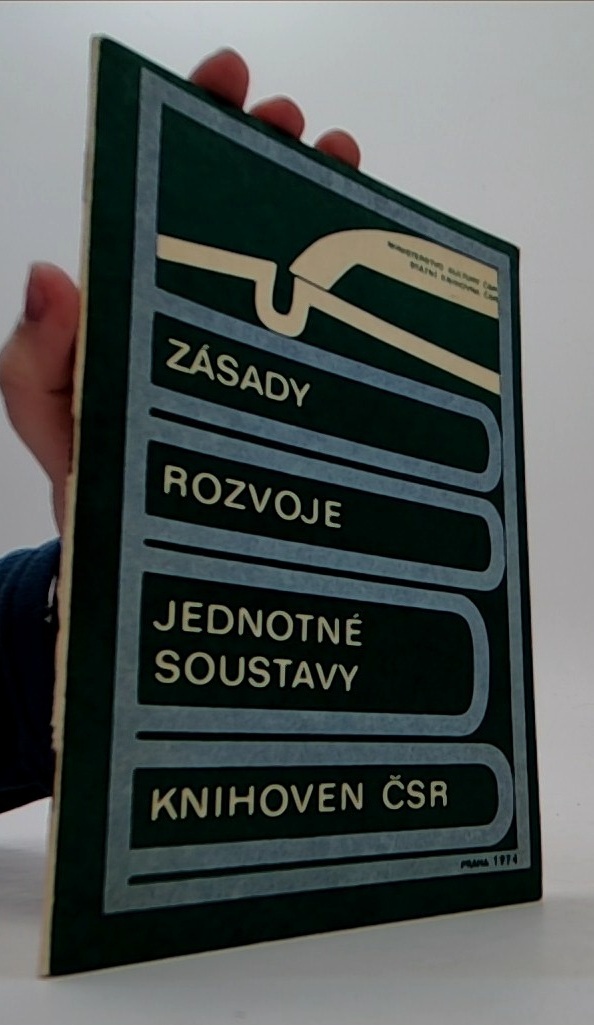 MINISTERSTVO KULTURY ČSR
STÁTNÍ KNIHOVNA ČSR
ZÁSADY
ROZVOJE
JEDNOTNÉ
SOUSTAVY
KNIHOVEN ČSR
PRAHA 1974